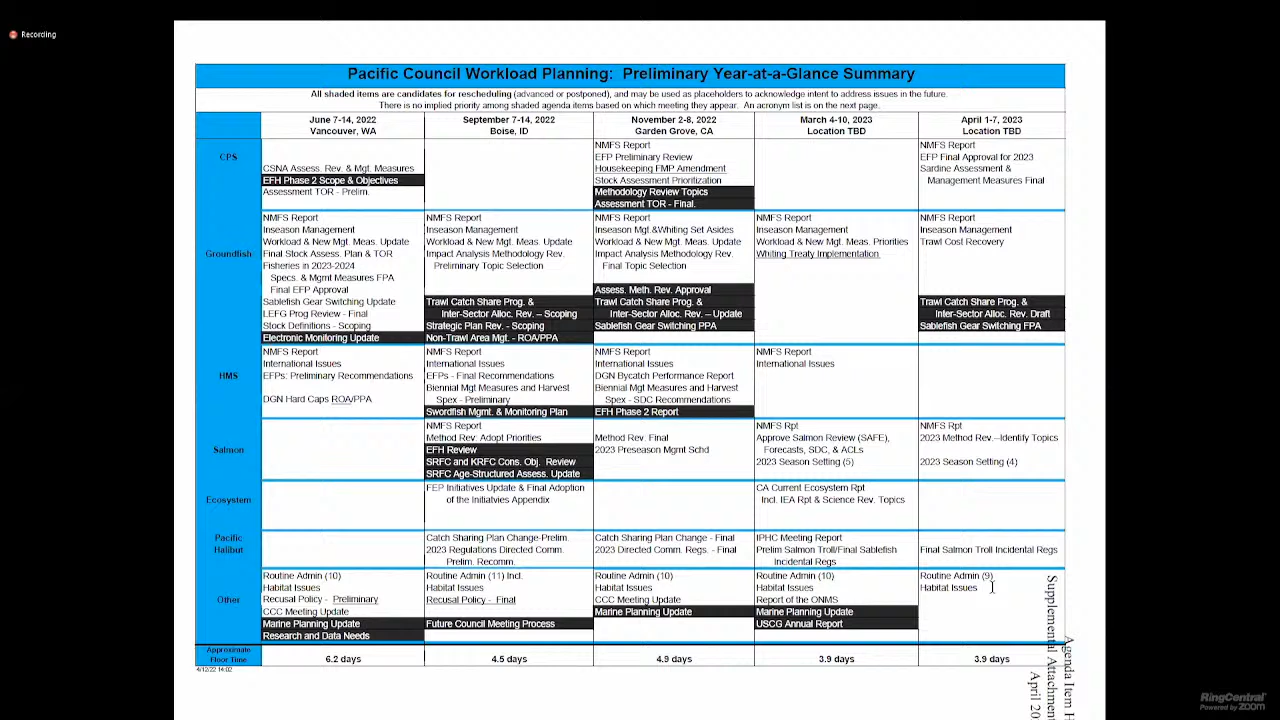 Recording
Pacific Council Workload Planning: Preliminary Year-at-a-Glance Summary
All shaded items are candidates for rescheduling (advanced or postponed), and may be used as placeholders to acknowledge intent to address issues in the future.
There is no implied priority among shaded agenda items based on which meeting they appear. An acronym list is on the next page.
June 7-14, 2022
Vancouver, WA
September 7-14, 2022
Boise, ID
November 2-8, 2022
Garden Grove, CA
March 4-10, 2023
Location TBD
April 1-7, 2023
Location TBD
CPS
CSNA Assess. Rev. & Mgt. Measures
EFH Phase 2 Scope & Objectives
Assessment TOR - Prelim.
NMFS Report
EFP Preliminary Review
Housekeeping FMP Amendment
Stock Assessment Prioritization
Methodology Review Topics
Assessment TOR - Final.
NMFS Report
EFP Final Approval for 2023
Sardine Assessment &
Management Measures Final
Groundfish
NMFS Report
Inseason Management
Workload & New Mgt. Meas. Update
Final Stock Assess. Plan & TOR
Fisheries in 2023-2024
Specs. & Mgmt Measures FPA
Final EFP Approval
Sablefish Gear Switching Update
LEFG Prog Review - Final
Stock Definitions - Scoping
Electronic Monitoring Update
NMFS Report
Inseason Management
Workload & New Mgt. Meas. Update
Impact Analysis Methodology Rev.
Preliminary Topic Selection
Trawl Catch Share Prog. &
Inter-Sector Alloc. Rev. – Scoping
Strategic Plan Rev. - Scoping
Non-Trawl Area Mgt. - ROA/PPA
NMFS Report
Inseason Mgt.&Whiting Set Asides
Workload & New Mgt. Meas. Update
Impact Analysis Methodology Rev.
Final Topic Selection
Assess. Meth. Rev. Approval
Trawl Catch Share Prog. &
Inter-Sector Alloc. Rev. – Update
Sablefish Gear Switching PPA
NMFS Report
Inseason Management
Workload & New Mgt. Meas. Priorities
Whiting Treaty Implementation
NMFS Report
Inseason Management
Trawl Cost Recovery
Trawl Catch Share Prog. &
Inter-Sector Alloc. Rev. Draft
Sablefish Gear Switching FPA
HMS
NMFS Report
International Issues
EFPs: Preliminary Recommendations
DGN Hard Caps ROA/PPA
NMFS Report
International Issues
EFPs - Final Recommendations
Biennial Mgt Measures and Harvest
Spex - Preliminary
Swordfish Mgmt. & Monitoring Plan
NMFS Report
International Issues
DGN Bycatch Performance Report
Biennial Mgt Measures and Harvest
Spex - SDC Recommendations
EFH Phase 2 Report
NMFS Report
International Issues
Salmon
NMFS Report
Method Rev: Adopt Priorities
EFH Review
SRFC and KRFC Cons. Obj. Review
SRFC Age-Structured Assess. Update
Method Rev. Final
2023 Preseason Mgmt Schd
NMFS Rpt
Approve Salmon Review (SAFE),
Forecasts, SDC, & ACLs
2023 Season Setting (5)
NMFS Rpt
2023 Method Rev.–Identify Topics
2023 Season Setting (4)
Ecosystem
FEP Initiatives Update & Final Adoption
of the Initiatvies Appendix
CA Current Ecosystem Rpt
Incl. IEA Rpt & Science Rev. Topics
Pacific
Halibut
Catch Sharing Plan Change-Prelim.
2023 Regulations Directed Comm.
Prelim. Recomm.
Catch Sharing Plan Change - Final
2023 Directed Comm. Regs. - Final
IPHC Meeting Report
Prelim Salmon Troll/Final Sablefish
Incidental Regs
Final Salmon Troll Incidental Regs
Other
Routine Admin (10)
Habitat Issues
Recusal Policy - Preliminary
CCC Meeting Update
Marine Planning Update
Research and Data Needs
Routine Admin (11) Incl.
Habitat Issues
Recusal Policy - Final
Future Council Meeting Process
Routine Admin (10)
Habitat Issues
CCC Meeting Update
Marine Planning Update
Routine Admin (10)
Habitat Issues
Report of the ONMS
Marine Planning Update
USCG Annual Report
Routine Admin (9)
Habitat Issues
Approximate
Floor Time
6.2 days
4.5 days
4.9 days
3.9 days
3.9 days
4/12/22 14:02
Agenda Item H
Supplemental Attachment
April 20
RingCentral
Powered by zoom